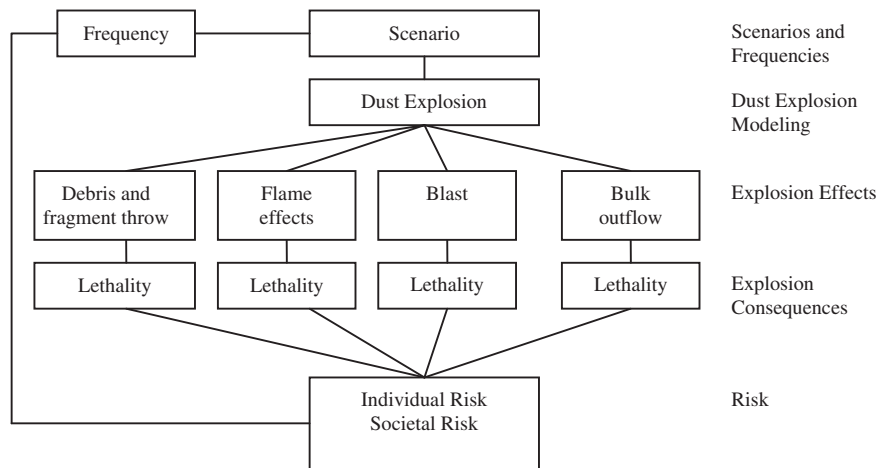 Frequency
Scenario
Scenarios and
Frequencies
Dust Explosion
Dust Explosion
Modeling
Debris and
fragment throw
Flame
effects
Blast
Bulk
outflow
Explosion Effects
Lethality
Lethality
Lethality
Lethality
Explosion
Consequences
Individual Risk
Societal Risk
Risk